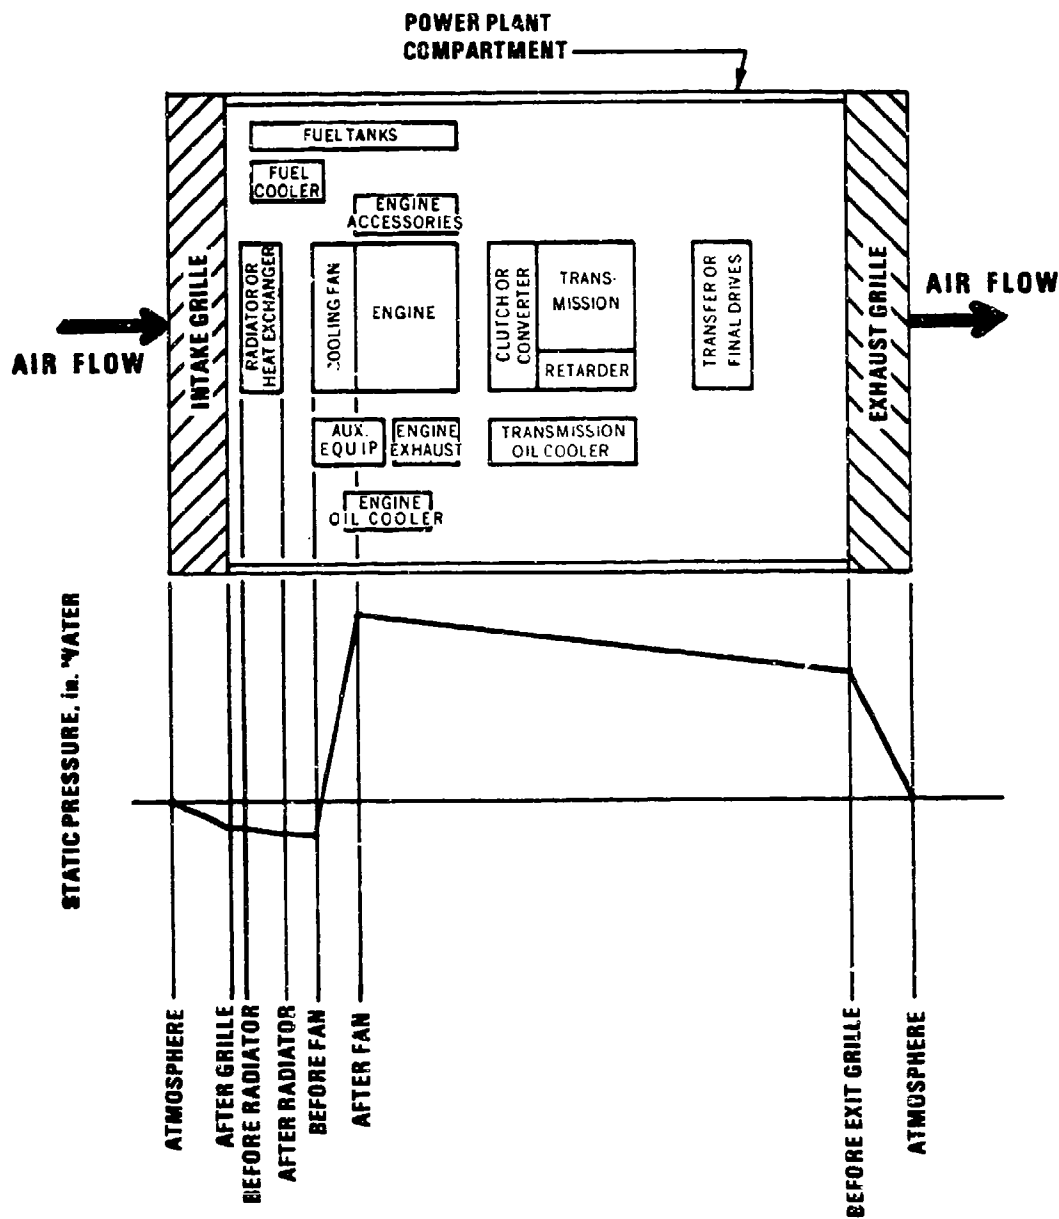 POWER PLANT
COMPARTMENT
FUEL TANKS
FUEL
COOLER
ENGINE
ACCESSORIES
INTAKE GRILLE
RADIATOR OR
HEAT EXCHANGER
COOLING FAN
ENGINE
CLUTCH OR
CONVERTER
TRANS-
MISSION
RETARDER
TRANSFER OR
FINAL DRIVES
EXHAUST GRILLE
AIR FLOW
AIR FLOW
AUX.
EQUIP
ENGINE
EXHAUST
TRANSMISSION
OIL COOLER
ENGINE
OIL COOLER
STATIC PRESSURE, in. WATER
ATMOSPHERE
AFTER GRILLE
BEFORE RADIATOR
AFTER RADIATOR
BEFORE FAN
AFTER FAN
BEFORE EXIT GRILLE
ATMOSPHERE